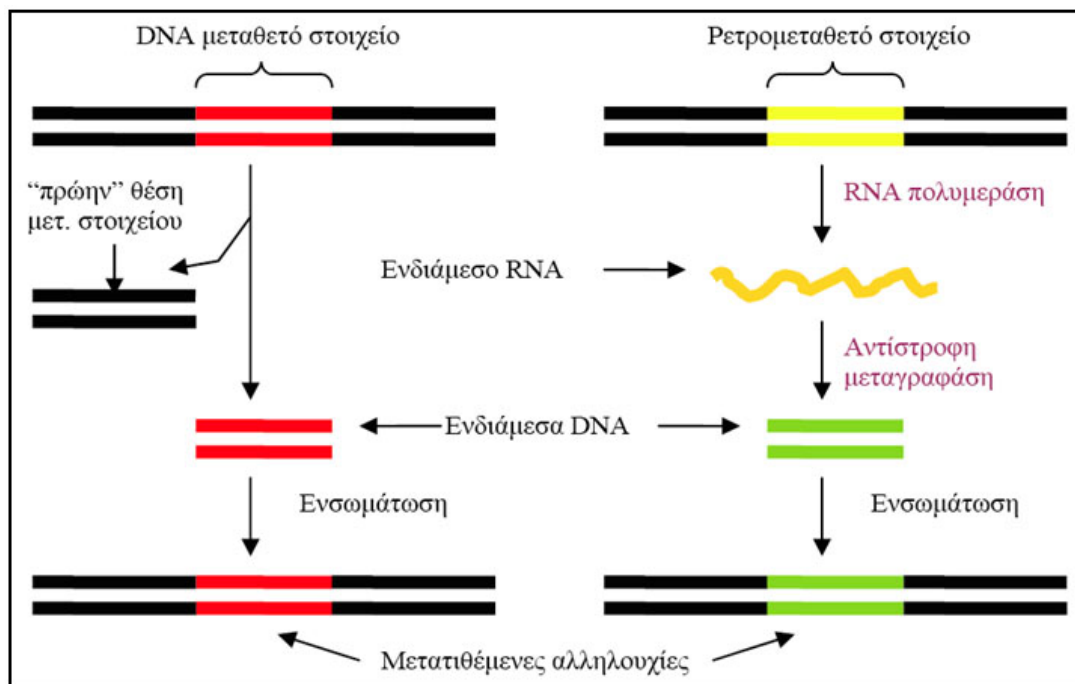 DNA μεταθετό στοιχείο
Ρετρομεταθετό στοιχείο
“πρώην” θέση
μετ. στοιχείου
RNA πολυμεράση
Ενδιάμεσο RNA
Αντίστροφη
μεταγραφάση
Ενδιάμεσα DNA
Ενσωμάτωση
Ενσωμάτωση
Μετατιθέμενες αλληλουχίες